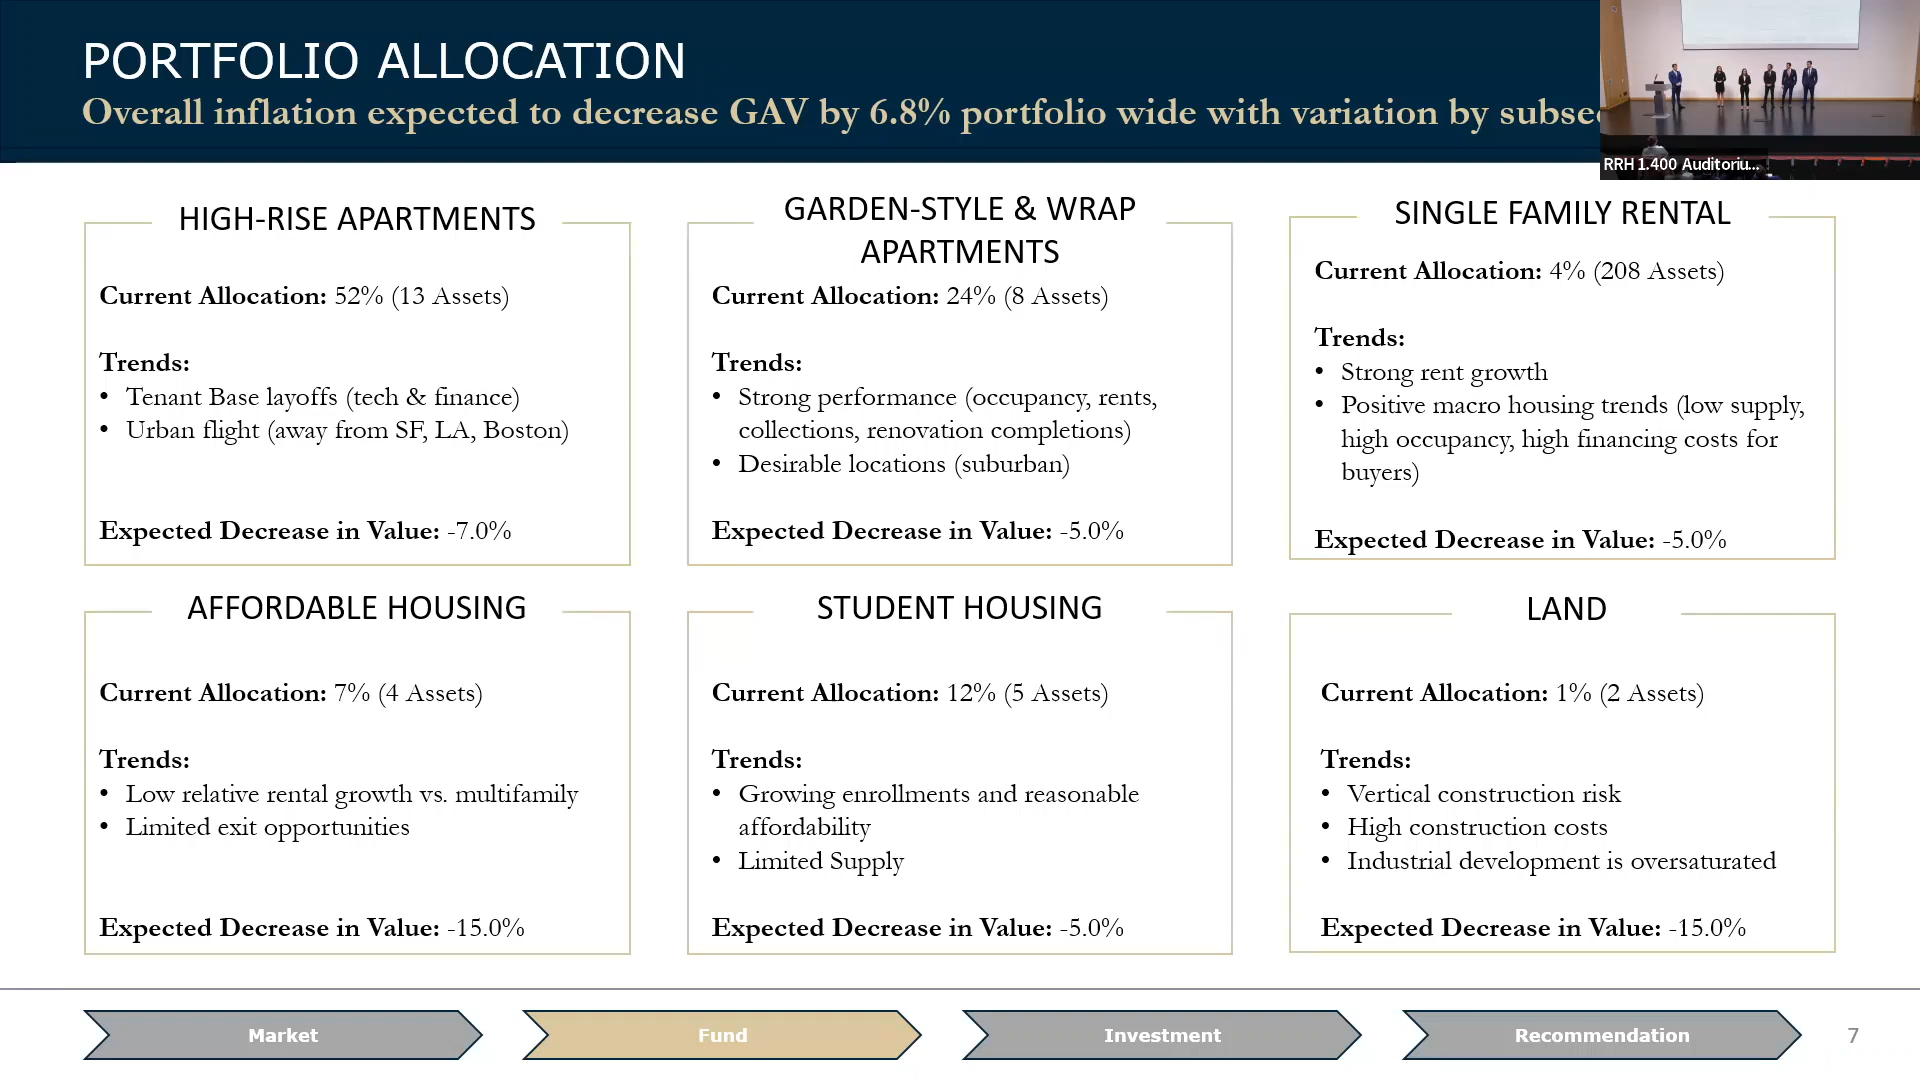 PORTFOLIO ALLOCATION
Overall inflation expected to decrease GAV by 6.8% portfolio wide with variation by
RRH 1.400 Auditoriu...
HIGH-RISE APARTMENTS
Current Allocation: 52% (13 Assets)
Trends:
• Tenant Base layoffs (tech & finance)
• Urban flight (away from SF, LA, Boston)
Expected Decrease in Value: -7.0%
GARDEN-STYLE & WRAP
APARTMENTS
Current Allocation: 24% (8 Assets)
Trends:
• Strong performance (occupancy, rents,
collections, renovation completions)
• Desirable locations (suburban)
Expected Decrease in Value: -5.0%
SINGLE FAMILY RENTAL
Current Allocation: 4% (208 Assets)
Trends:
• Strong rent growth
• Positive macro housing trends (low supply,
high occupancy, high financing costs for
buyers)
Expected Decrease in Value: -5.0%
AFFORDABLE HOUSING
Current Allocation: 7% (4 Assets)
Trends:
• Low relative rental growth vs. multifamily
• Limited exit opportunities
Expected Decrease in Value: -15.0%
STUDENT HOUSING
Current Allocation: 12% (5 Assets)
Trends:
• Growing enrollments and reasonable
affordability
• Limited Supply
Expected Decrease in Value: -5.0%
LAND
Current Allocation: 1% (2 Assets)
Trends:
• Vertical construction risk
• High construction costs
• Industrial development is oversaturated
Expected Decrease in Value: -15.0%
Market
Fund
Investment
Recommendation
7